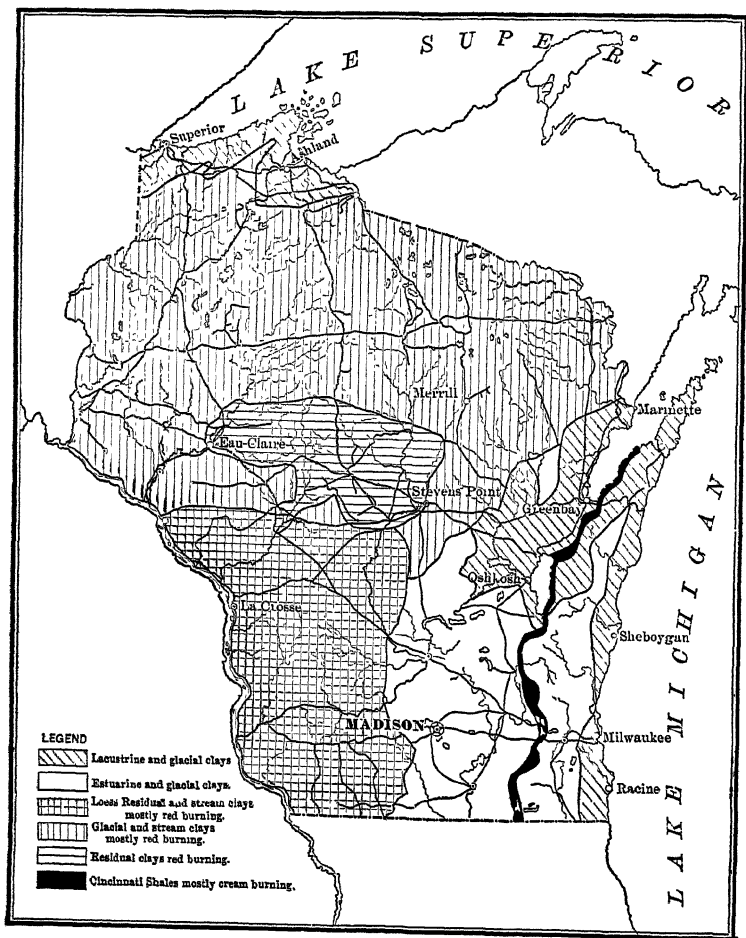 LAKE SUPERIOR
Superior
Ashland
Merrill
Marinette
Eau Claire
Stevens Point
Greenbay
Oshkosh
La Crosse
Sheboygan
MADISON
Milwaukee
Racine
LAKE MICHIGAN
LEGEND
Lacustrine and glacial clays
Estuarine and glacial clays.
Loess Residual and stream clays
mostly red burning.
Glacial and stream clays
mostly red burning.
Residual clays red burning.
Cincinnati Shales mostly cream burning.